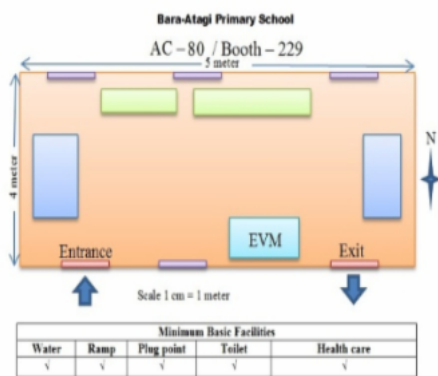 Bara-Atagi Primary School
AC – 80 / Booth – 229
5 meter
4 meter
N
EVM
Entrance
Exit
Scale 1 cm = 1 meter
Minimum Basic Facilities
Water Ramp Plug point Toilet Health care
√ √ √ √ √